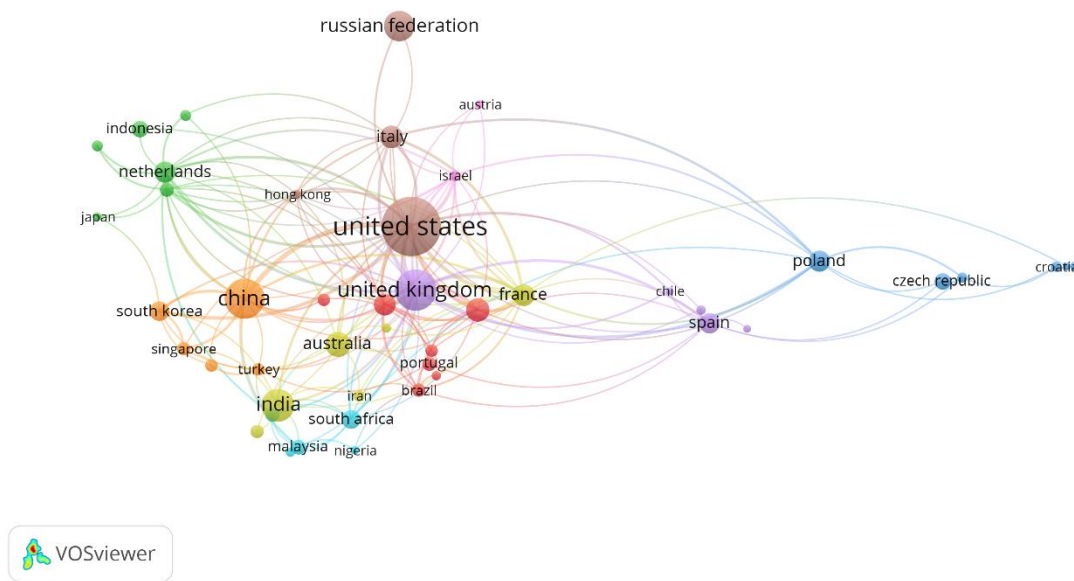 russian federation
austria
indonesia
italy
netherlands
israel
hong kong
japan
united states
poland
croatia
czech republic
china
united kingdom
france
chile
south korea
spain
australia
singapore
portugal
turkey
brazil
iran
india
south africa
malaysia
nigeria
VOSviewer